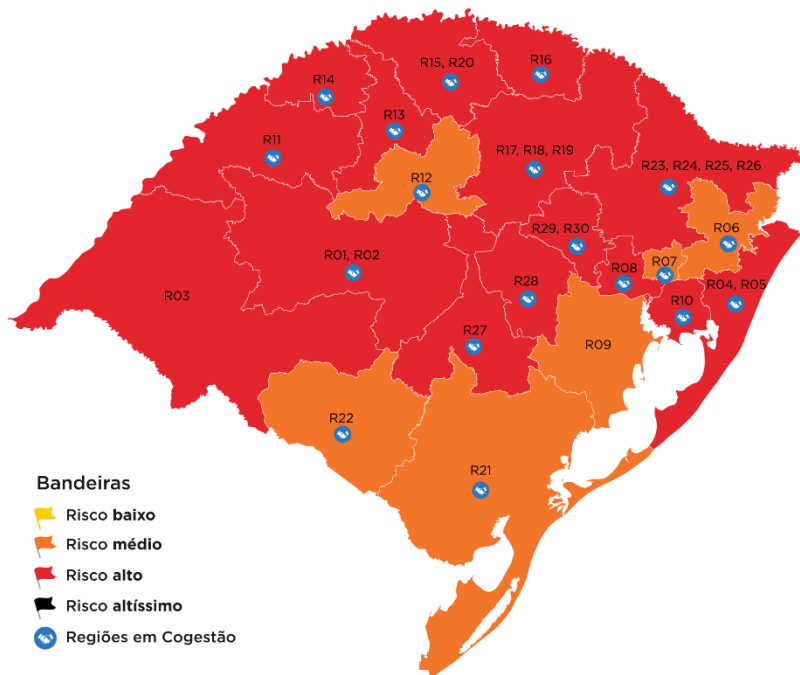 R16
R15, R20
R14
R13
R11
R17, R18, R19
R23, R24, R25, R26
R12
R29, R30
R06
R01, R02
R07
R08
R28
R04, R05
R03
R10
R27
R09
R22
R21
Bandeiras
Risco baixo
Risco médio
Risco alto
Risco altíssimo
Regiões em Cogestão